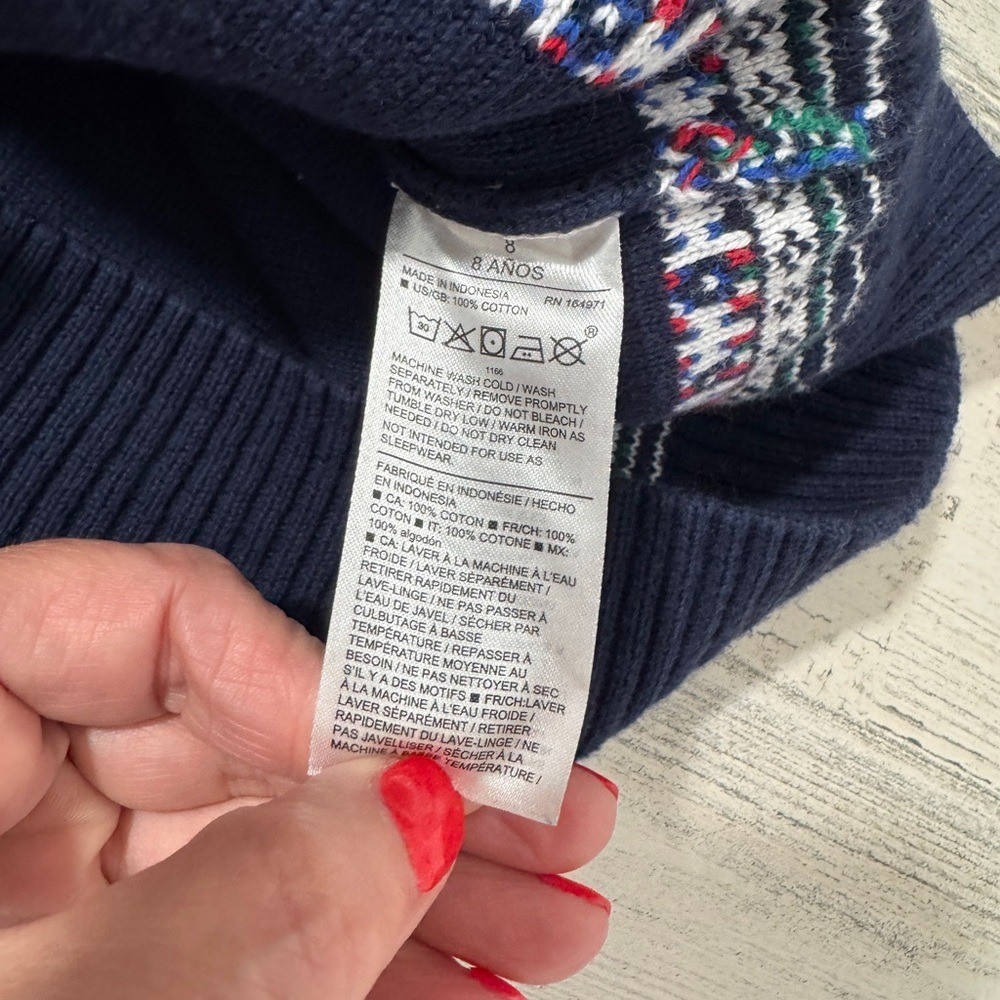 8
8 AÑOS
MADE IN INDONESIA RN 164971
■ US/GB: 100% COTTON
30 ®
1166
MACHINE WASH COLD / WASH
SEPARATELY / REMOVE PROMPTLY
FROM WASHER / DO NOT BLEACH /
TUMBLE DRY LOW / WARM IRON AS
NEEDED / DO NOT DRY CLEAN
NOT INTENDED FOR USE AS
SLEEPWEAR.
FABRIQUÉ EN INDONÉSIE / HECHO
EN INDONESIA
■ CA: 100% COTON ■ FR/CH: 100%
COTON ■ IT: 100% COTONE ■ MX:
100% algodón
■ CA: LAVER À LA MACHINE À L'EAU
FROIDE / LAVER SÉPARÉMENT /
RETIRER RAPIDEMENT DU
LAVE-LINGE / NE PAS PASSER À
L'EAU DE JAVEL / SÉCHER PAR
CULBUTAGE À BASSE
TEMPÉRATURE / REPASSER À
TEMPÉRATURE MOYENNE AU
BESOIN / NE PAS NETTOYER À SEC
S'IL Y A DES MOTIFS ■ FR/CH:LAVER
À LA MACHINE À L'EAU FROIDE /
LAVER SÉPARÉMENT / RETIRER
RAPIDEMENT DU LAVE-LINGE / NE
PAS JAVELLISER / SÉCHER À LA
MACHINE À BASSE TEMPÉRATURE /